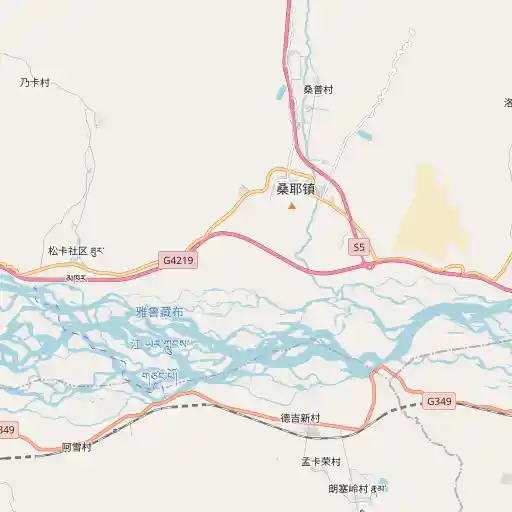 乃卡村
桑普村
洛
桑耶镇
S5
松卡社区 ཟུར་
G4219
雅鲁藏布
江
G349
德吉新村
349
阿雪村
孟卡荣村
朗塞岭村